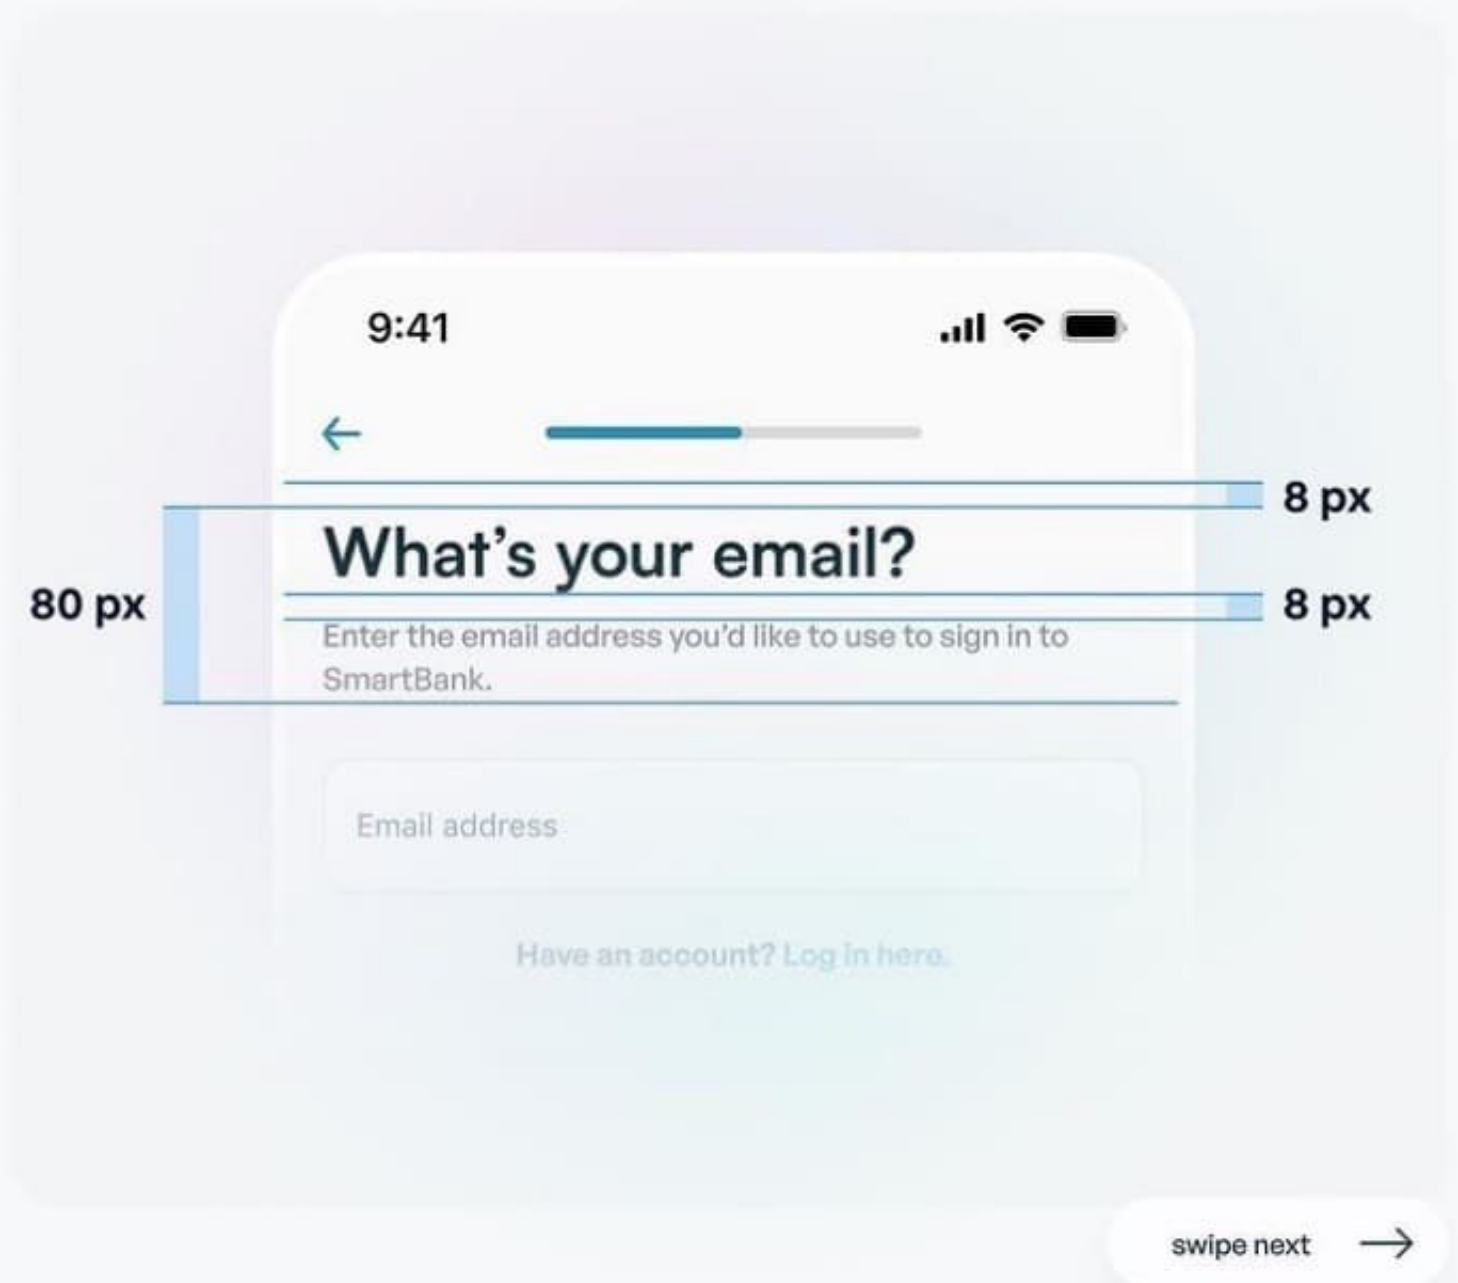 9:41
8 px
What's your email?
80 px
8 px
Enter the email address you'd like to use to sign in to
SmartBank.
Email address
Have an account? Log in here.
swipe next